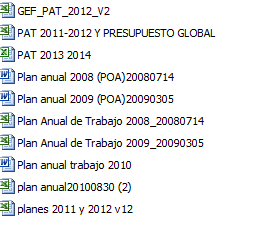 GEF_PAT_2012_V2
PAT 2011-2012 Y PRESUPUESTO GLOBAL
PAT 2013 2014
Plan anual 2008 (POA)20080714
Plan anual 2009 (POA)20090305
Plan Anual de Trabajo 2008_20080714
Plan Anual de Trabajo 2009_20090305
Plan anual trabajo 2010
plan anual20100830 (2)
planes 2011 y 2012 v12